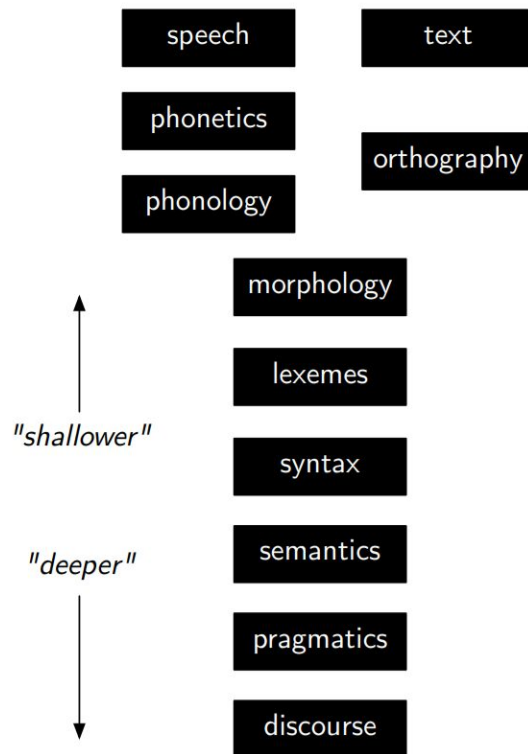 speech
text
phonetics
orthography
phonology
morphology
lexemes
"shallower"
syntax
semantics
"deeper"
pragmatics
discourse